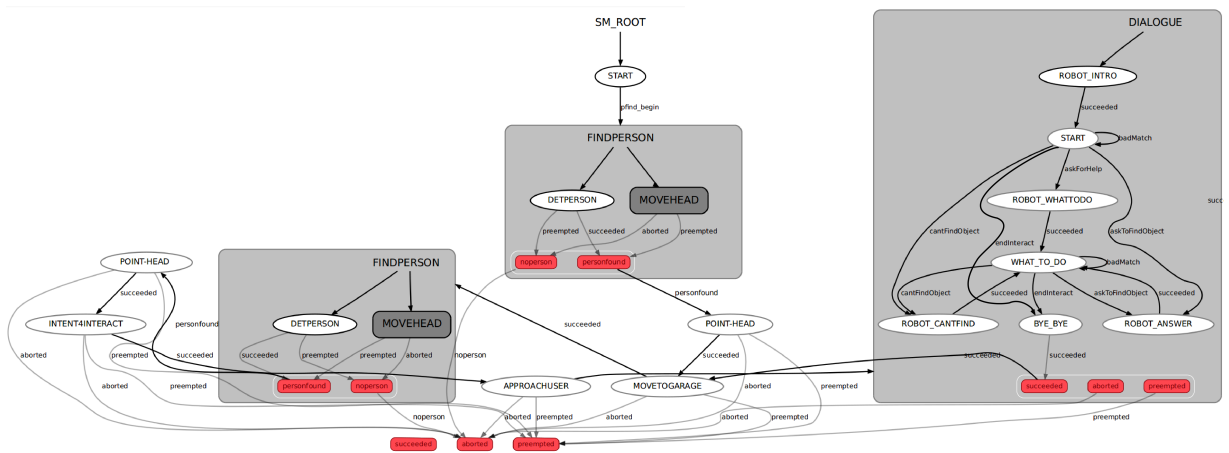 SM_ROOT
DIALOGUE
START
ROBOT_INTRO
pfind_begin
succeeded
FINDPERSON
START
badMatch
askForHelp
DETPERSON
MOVEHEAD
ROBOT_WHATTODO
succ
preempted
succeeded
aborted
preempted
cantFindObject
succeeded
askToFindObject
endInteract
noperson
personfound
WHAT_TO_DO
badMatch
POINT-HEAD
FINDPERSON
succeeded
cantFindObject
succeeded
endInteract
askToFindObject
succeeded
personfound
INTENT4INTERACT
DETPERSON
MOVEHEAD
personfound
succeeded
POINT-HEAD
ROBOT_CANTFIND
BYE_BYE
ROBOT_ANSWER
aborted
preempted
succeeded
succeeded
preempted
preempted
aborted
noperson
succeeded
succeeded
succeeded
aborted
preempted
personfound
noperson
APPROACHUSER
MOVETOGARAGE
aborted
preempted
succeeded
aborted
preempted
noperson
aborted
preempted
aborted
preempted
aborted
preempted
succeeded
aborted
preempted